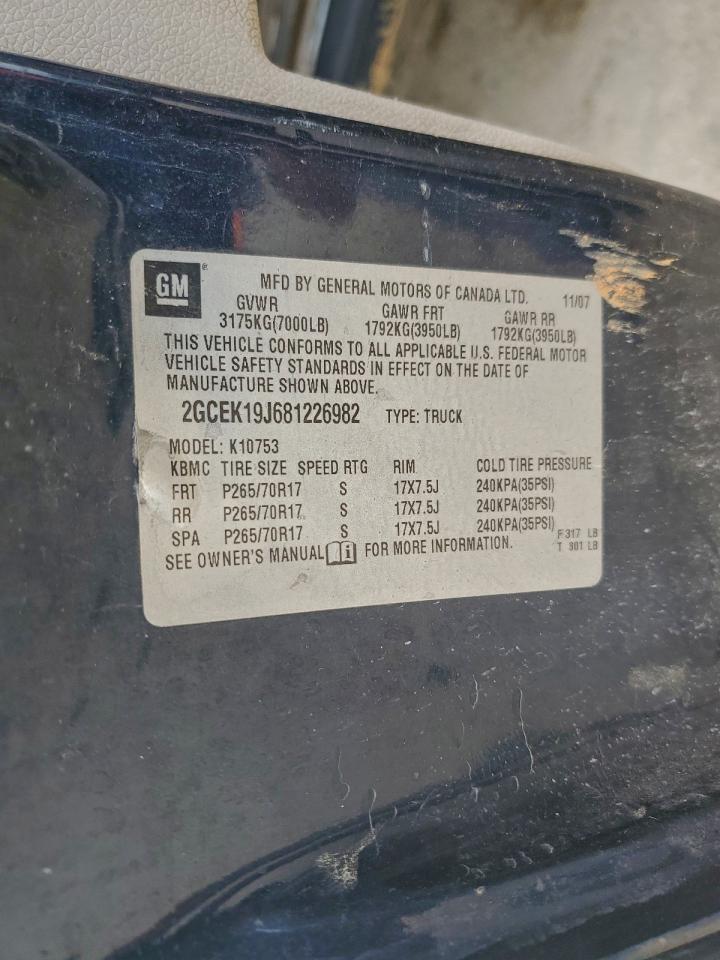 GM ®
MFD BY GENERAL MOTORS OF CANADA LTD. 11/07
GVWR GAWR FRT GAWR RR
3175KG(7000LB) 1792KG(3950LB) 1792KG(3950LB)
THIS VEHICLE CONFORMS TO ALL APPLICABLE U.S. FEDERAL MOTOR
VEHICLE SAFETY STANDARDS IN EFFECT ON THE DATE OF
MANUFACTURE SHOWN ABOVE.
2GCEK19J681226982 TYPE: TRUCK
MODEL: K10753
KBMC TIRE SIZE SPEED RTG RIM COLD TIRE PRESSURE
FRT P265/70R17 S 17X7.5J 240KPA(35PSI)
RR P265/70R17 S 17X7.5J 240KPA(35PSI)
SPA P265/70R17 S 17X7.5J 240KPA(35PSI)
SEE OWNER'S MANUAL i FOR MORE INFORMATION.
F 317 LB
T 901 LB